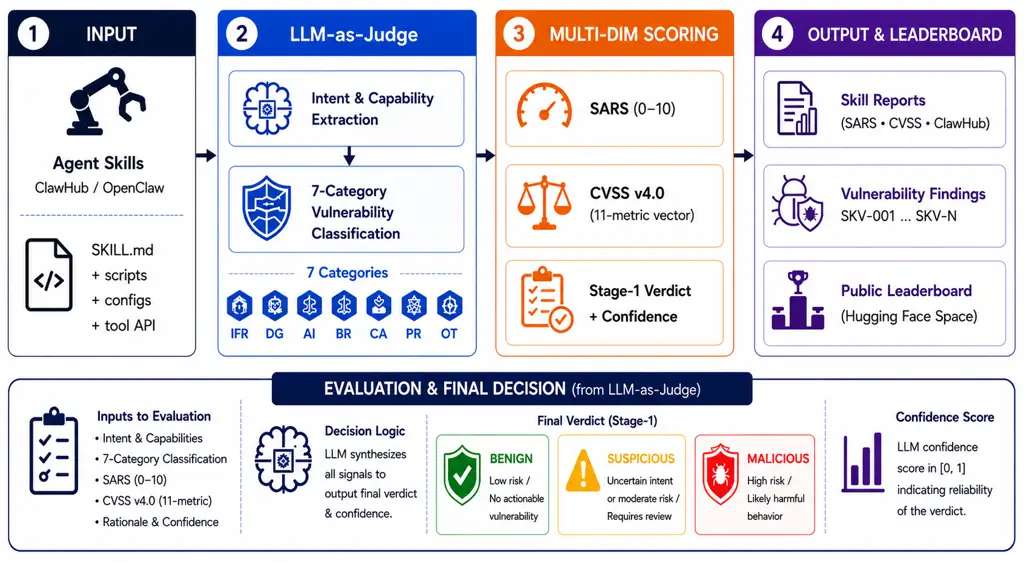 1 INPUT
Agent Skills
ClawHub / OpenClaw
SKILL.md
+ scripts
+ configs
+ tool API
2 LLM-as-Judge
Intent & Capability
Extraction
7-Category
Vulnerability
Classification
7 Categories
IFR DG AI BR CA PR OT
3 MULTI-DIM SCORING
SARS (0–10)
CVSS v4.0
(11-metric vector)
Stage-1 Verdict
+ Confidence
4 OUTPUT & LEADERBOARD
Skill Reports
(SARS • CVSS • ClawHub)
Vulnerability Findings
SKV-001 ... SKV-N
Public Leaderboard
(Hugging Face Space)
EVALUATION & FINAL DECISION (from LLM-as-Judge)
Inputs to Evaluation
• Intent & Capabilities
• 7-Category Classification
• SARS (0–10)
• CVSS v4.0 (11-metric)
• Rationale & Confidence
Decision Logic
LLM synthesizes
all signals to
output final verdict
& confidence.
Final Verdict (Stage-1)
BENIGN
Low risk /
No actionable
vulnerability
SUSPICIOUS
Uncertain intent
or moderate risk /
Requires review
MALICIOUS
High risk /
Likely harmful
behavior
Confidence Score
LLM confidence
score in [0, 1]
indicating reliability
of the verdict.